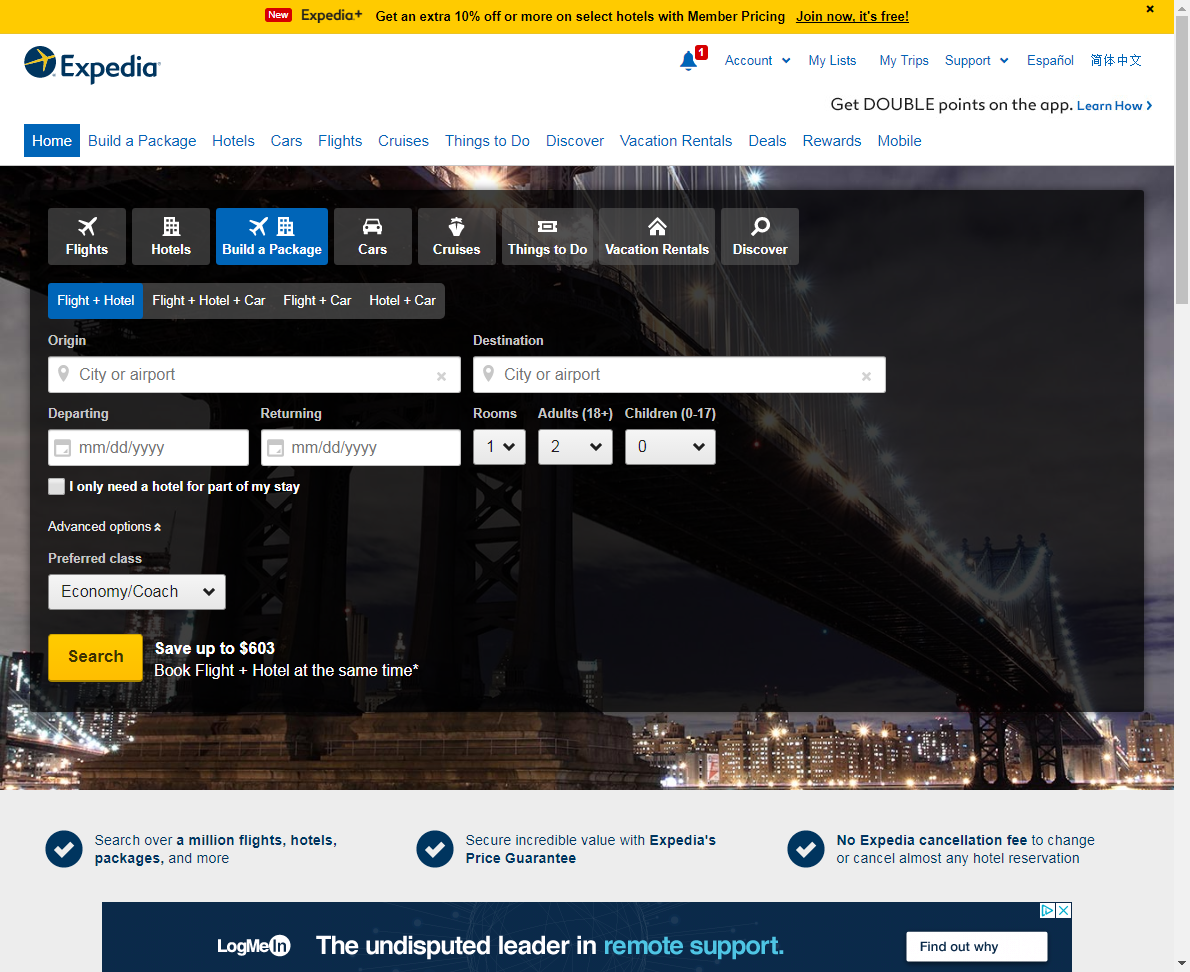 New Expedia+ Get an extra 10% off or more on select hotels with Member Pricing Join now, it's free!
Expedia
1 Account My Lists My Trips Support Español 简体中文
Get DOUBLE points on the app. Learn How
Home Build a Package Hotels Cars Flights Cruises Things to Do Discover Vacation Rentals Deals Rewards Mobile
Flights Hotels Build a Package Cars Cruises Things to Do Vacation Rentals Discover
Flight + Hotel Flight + Hotel + Car Flight + Car Hotel + Car
Origin Destination
City or airport City or airport
Departing Returning Rooms Adults (18+) Children (0-17)
mm/dd/yyyy mm/dd/yyyy 1 2 0
I only need a hotel for part of my stay
Advanced options
Preferred class
Economy/Coach
Search
Save up to $603
Book Flight + Hotel at the same time*
Search over a million flights, hotels,
packages, and more
Secure incredible value with Expedia's
Price Guarantee
No Expedia cancellation fee to change
or cancel almost any hotel reservation
LogMeIn The undisputed leader in remote support. Find out why